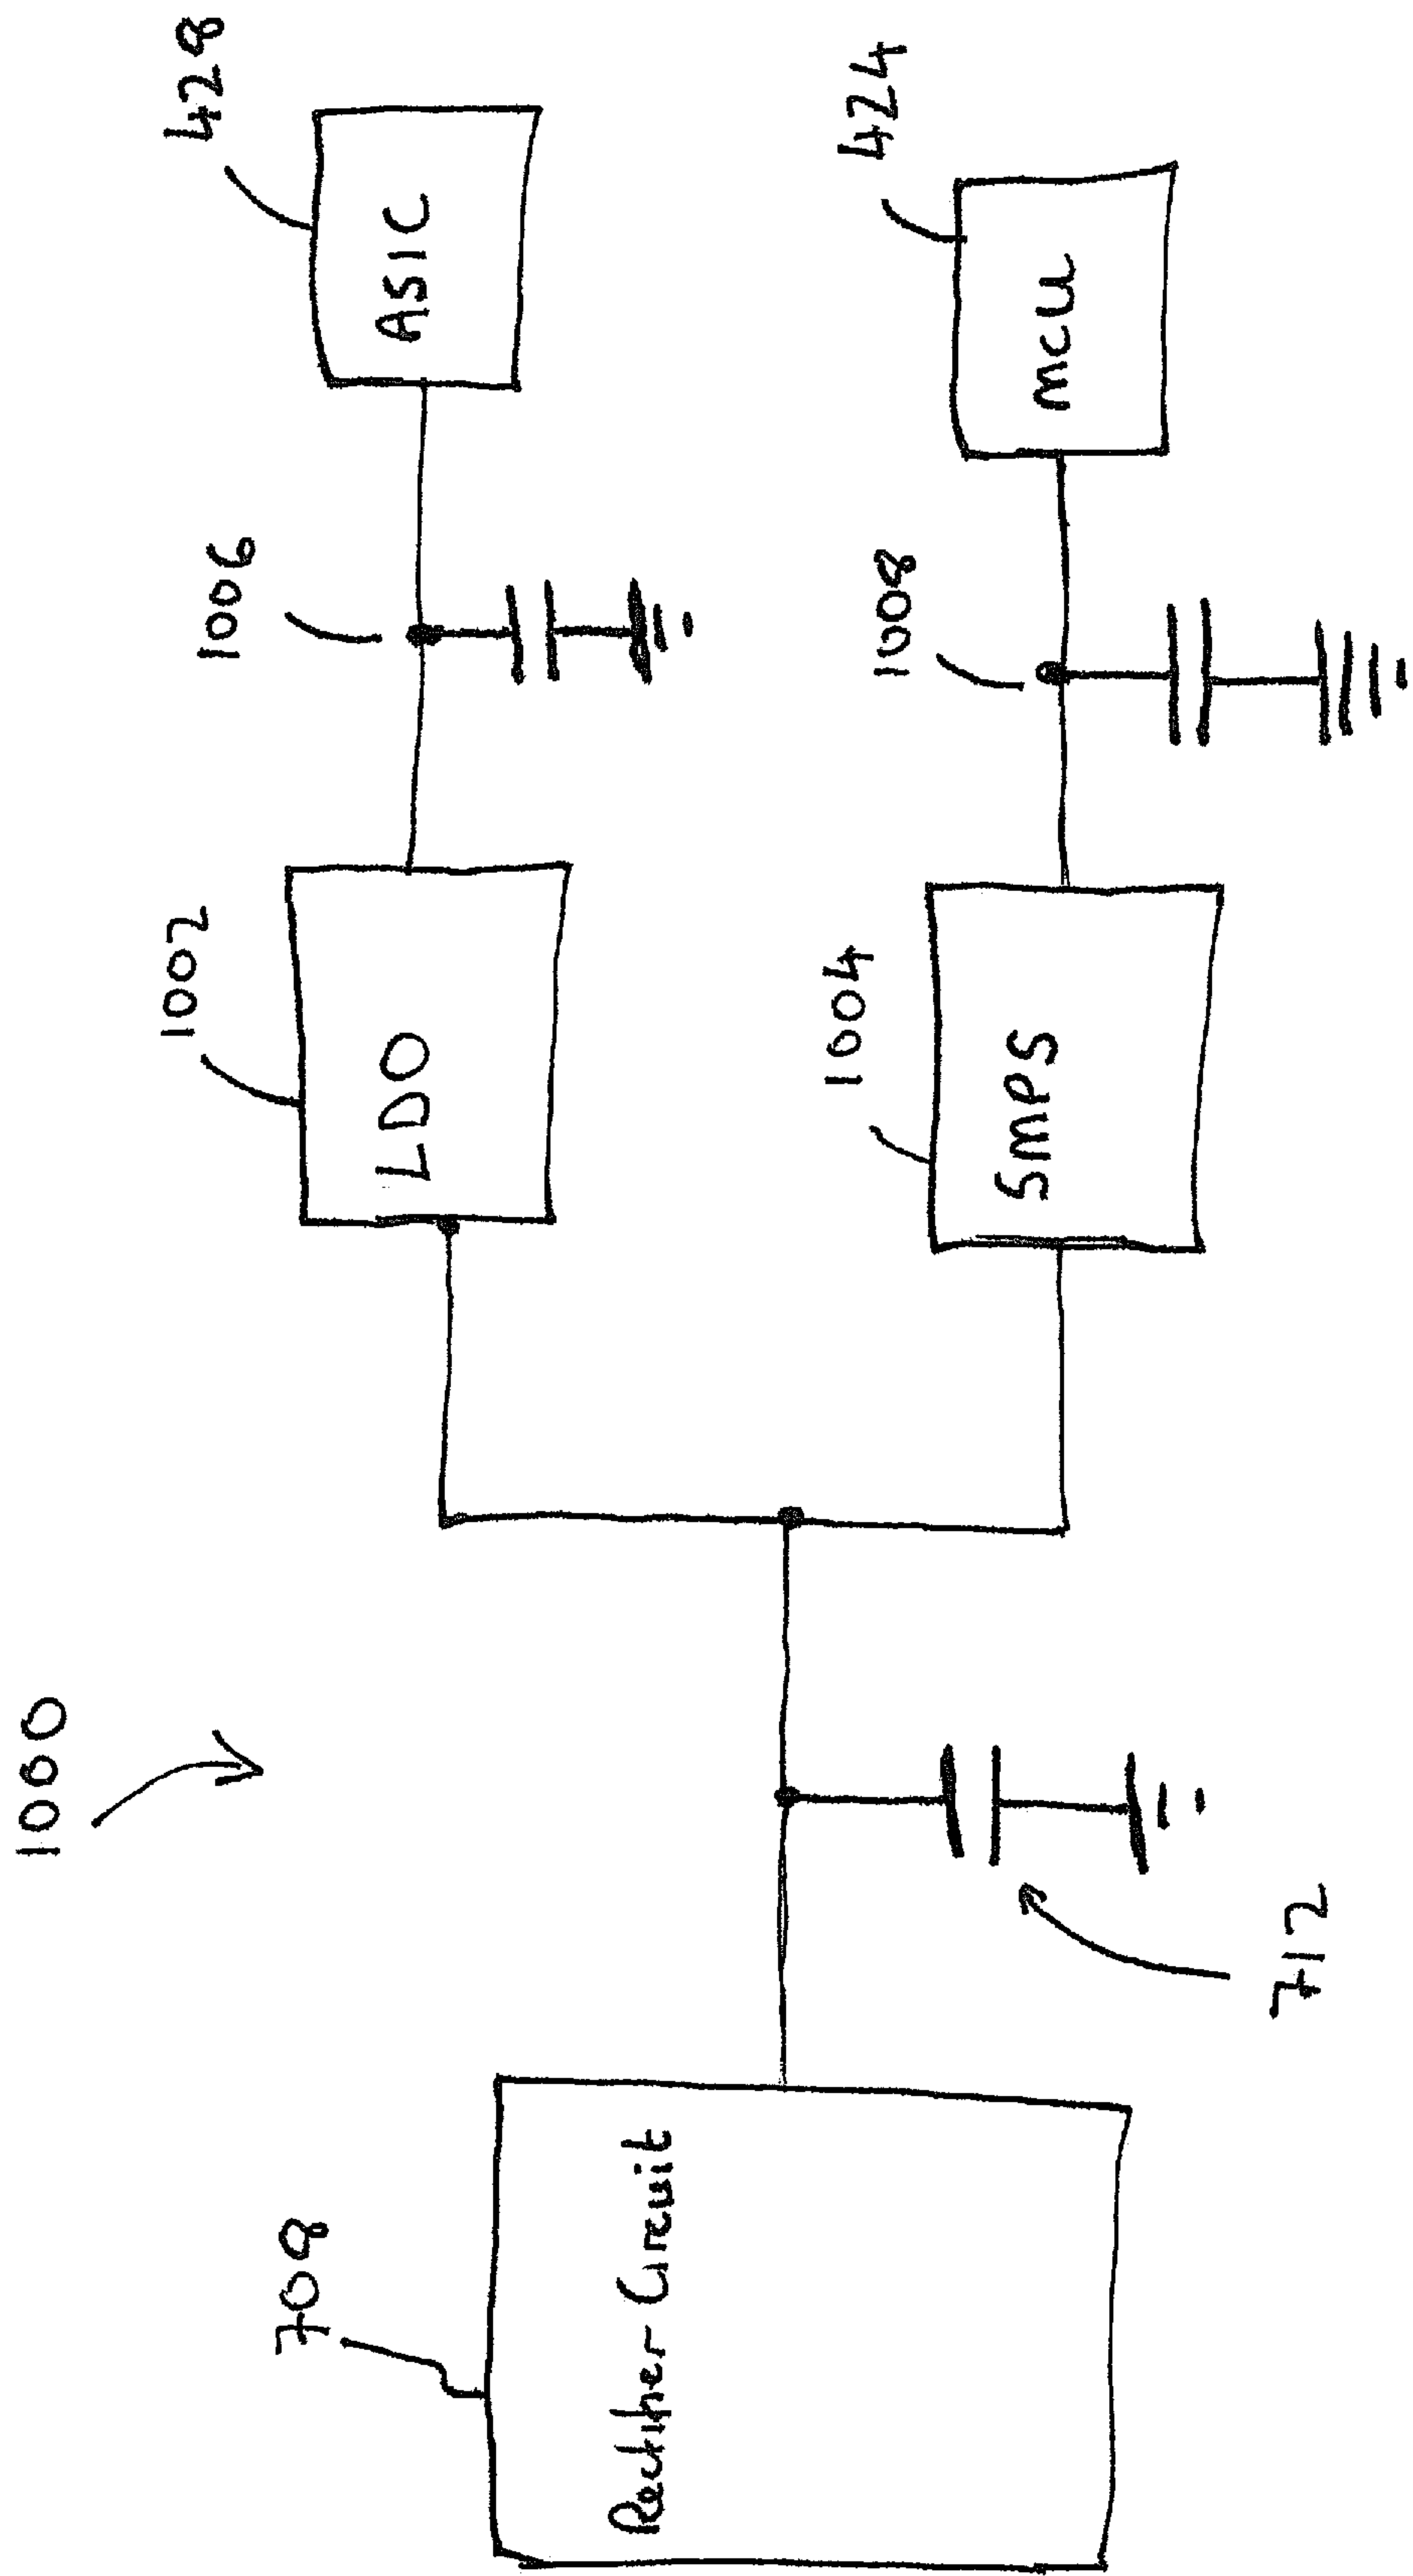 1000
708
Rectifier Circuit
712
1002
LDO
1006
428
ASIC
1004
SMPS
1008
424
MCU